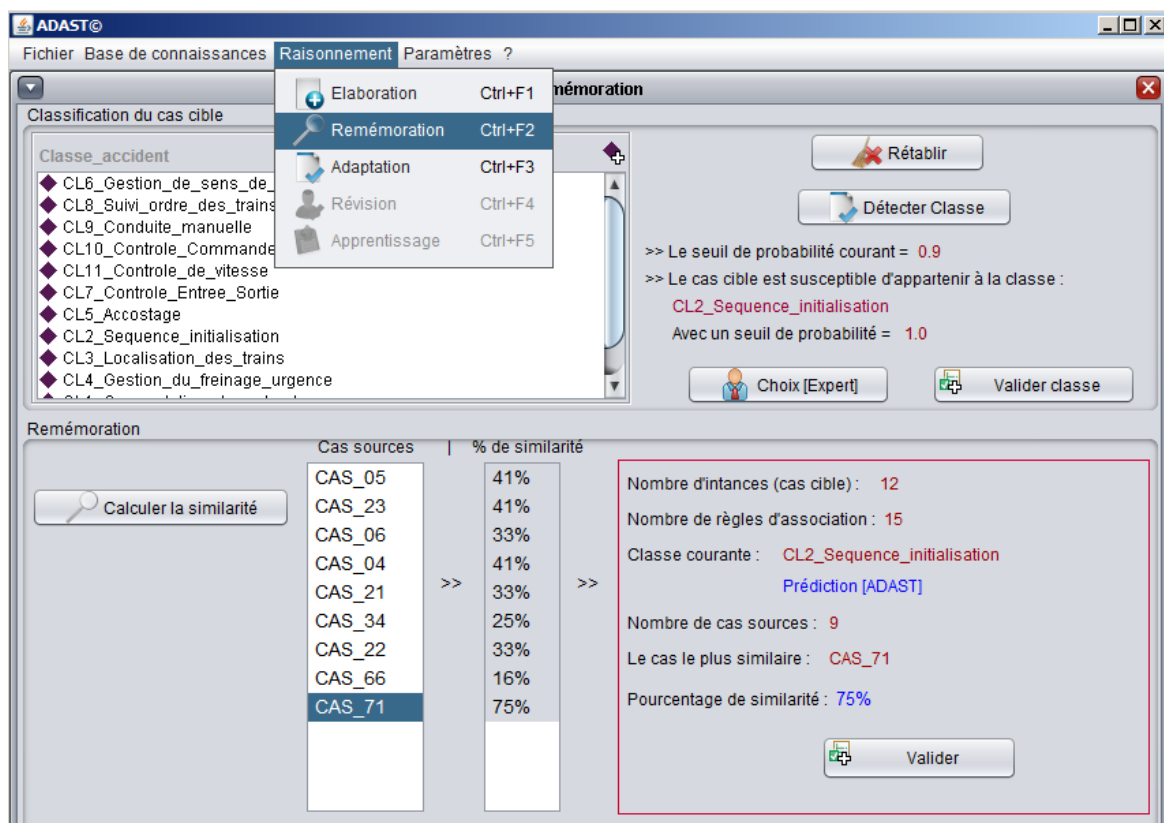 ADAST©
Fichier Base de connaissances Raisonnement Paramètres ?
Elaboration Ctrl+F1
Remémoration Ctrl+F2
Adaptation Ctrl+F3
Révision Ctrl+F4
Apprentissage Ctrl+F5
mémoration
Classification du cas cible
Classe_accident
CL6_Gestion_de_sens_de_
CL8_Suivi_ordre_des_trains
CL9_Conduite_manuelle
CL10_Controle_Commande
CL11_Controle_de_vitesse
CL7_Controle_Entree_Sortie
CL5_Accostage
CL2_Sequence_initialisation
CL3_Localisation_des_trains
CL4_Gestion_du_freinage_urgence
Rétablir
Détecter Classe
>> Le seuil de probabilité courant = 0.9
>> Le cas cible est susceptible d'appartenir à la classe :
CL2_Sequence_initialisation
Avec un seuil de probabilité = 1.0
Choix [Expert] Valider classe
Remémoration
Calculer la similarité
Cas sources | % de similarité
CAS_05 41%
CAS_23 41%
CAS_06 33%
CAS_04 41%
CAS_21 >> 33% >>
CAS_34 25%
CAS_22 33%
CAS_66 16%
CAS_71 75%
Nombre d'intances (cas cible) : 12
Nombre de règles d'association : 15
Classe courante : CL2_Sequence_initialisation
Prédiction [ADAST]
Nombre de cas sources : 9
Le cas le plus similaire : CAS_71
Pourcentage de similarité : 75%
Valider